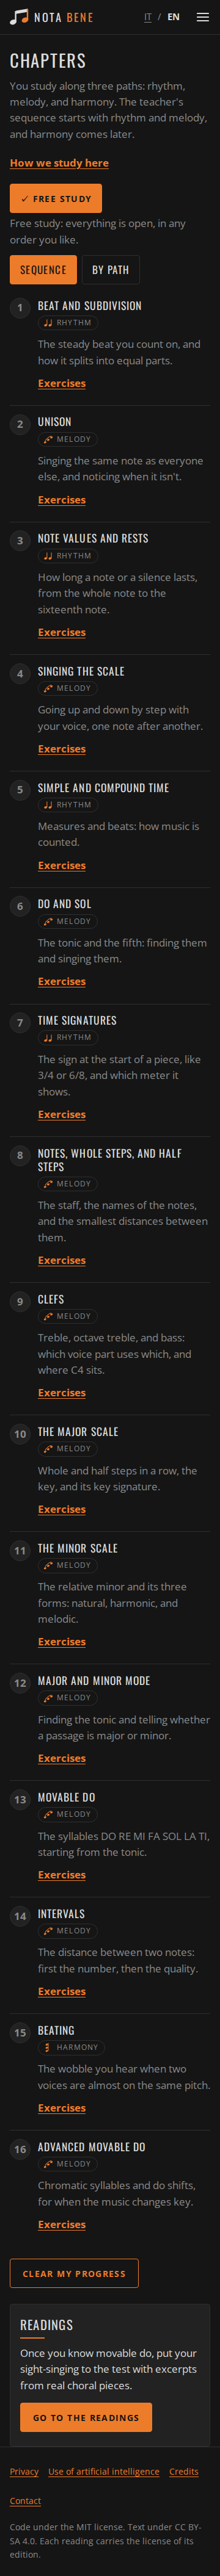 NOTA BENE
IT / EN
CHAPTERS
You study along three paths: rhythm,
melody, and harmony. The teacher's
sequence starts with rhythm and melody,
and harmony comes later.
How we study here
✓ FREE STUDY
Free study: everything is open, in any
order you like.
SEQUENCE
BY PATH
1
BEAT AND SUBDIVISION
RHYTHM
The steady beat you count on, and
how it splits into equal parts.
Exercises
2
UNISON
MELODY
Singing the same note as everyone
else, and noticing when it isn't.
Exercises
3
NOTE VALUES AND RESTS
RHYTHM
How long a note or a silence lasts,
from the whole note to the
sixteenth note.
Exercises
4
SINGING THE SCALE
MELODY
Going up and down by step with
your voice, one note after another.
Exercises
5
SIMPLE AND COMPOUND TIME
RHYTHM
Measures and beats: how music is
counted.
Exercises
6
DO AND SOL
MELODY
The tonic and the fifth: finding them
and singing them.
Exercises
7
TIME SIGNATURES
RHYTHM
The sign at the start of a piece, like
3/4 or 6/8, and which meter it
shows.
Exercises
8
NOTES, WHOLE STEPS, AND HALF
STEPS
MELODY
The staff, the names of the notes,
and the smallest distances between
them.
Exercises
9
CLEFS
MELODY
Treble, octave treble, and bass:
which voice part uses which, and
where C4 sits.
Exercises
10
THE MAJOR SCALE
MELODY
Whole and half steps in a row, the
key, and its key signature.
Exercises
11
THE MINOR SCALE
MELODY
The relative minor and its three
forms: natural, harmonic, and
melodic.
Exercises
12
MAJOR AND MINOR MODE
MELODY
Finding the tonic and telling whether
a passage is major or minor.
Exercises
13
MOVABLE DO
MELODY
The syllables DO RE MI FA SOL LA TI,
starting from the tonic.
Exercises
14
INTERVALS
MELODY
The distance between two notes:
first the number, then the quality.
Exercises
15
BEATING
HARMONY
The wobble you hear when two
voices are almost on the same pitch.
Exercises
16
ADVANCED MOVABLE DO
MELODY
Chromatic syllables and do shifts,
for when the music changes key.
Exercises
CLEAR MY PROGRESS
READINGS
Once you know movable do, put your
sight-singing to the test with excerpts
from real choral pieces.
GO TO THE READINGS
Privacy Use of artificial intelligence Credits
Contact
Code under the MIT license. Text under CC BY-
SA 4.0. Each reading carries the license of its
edition.